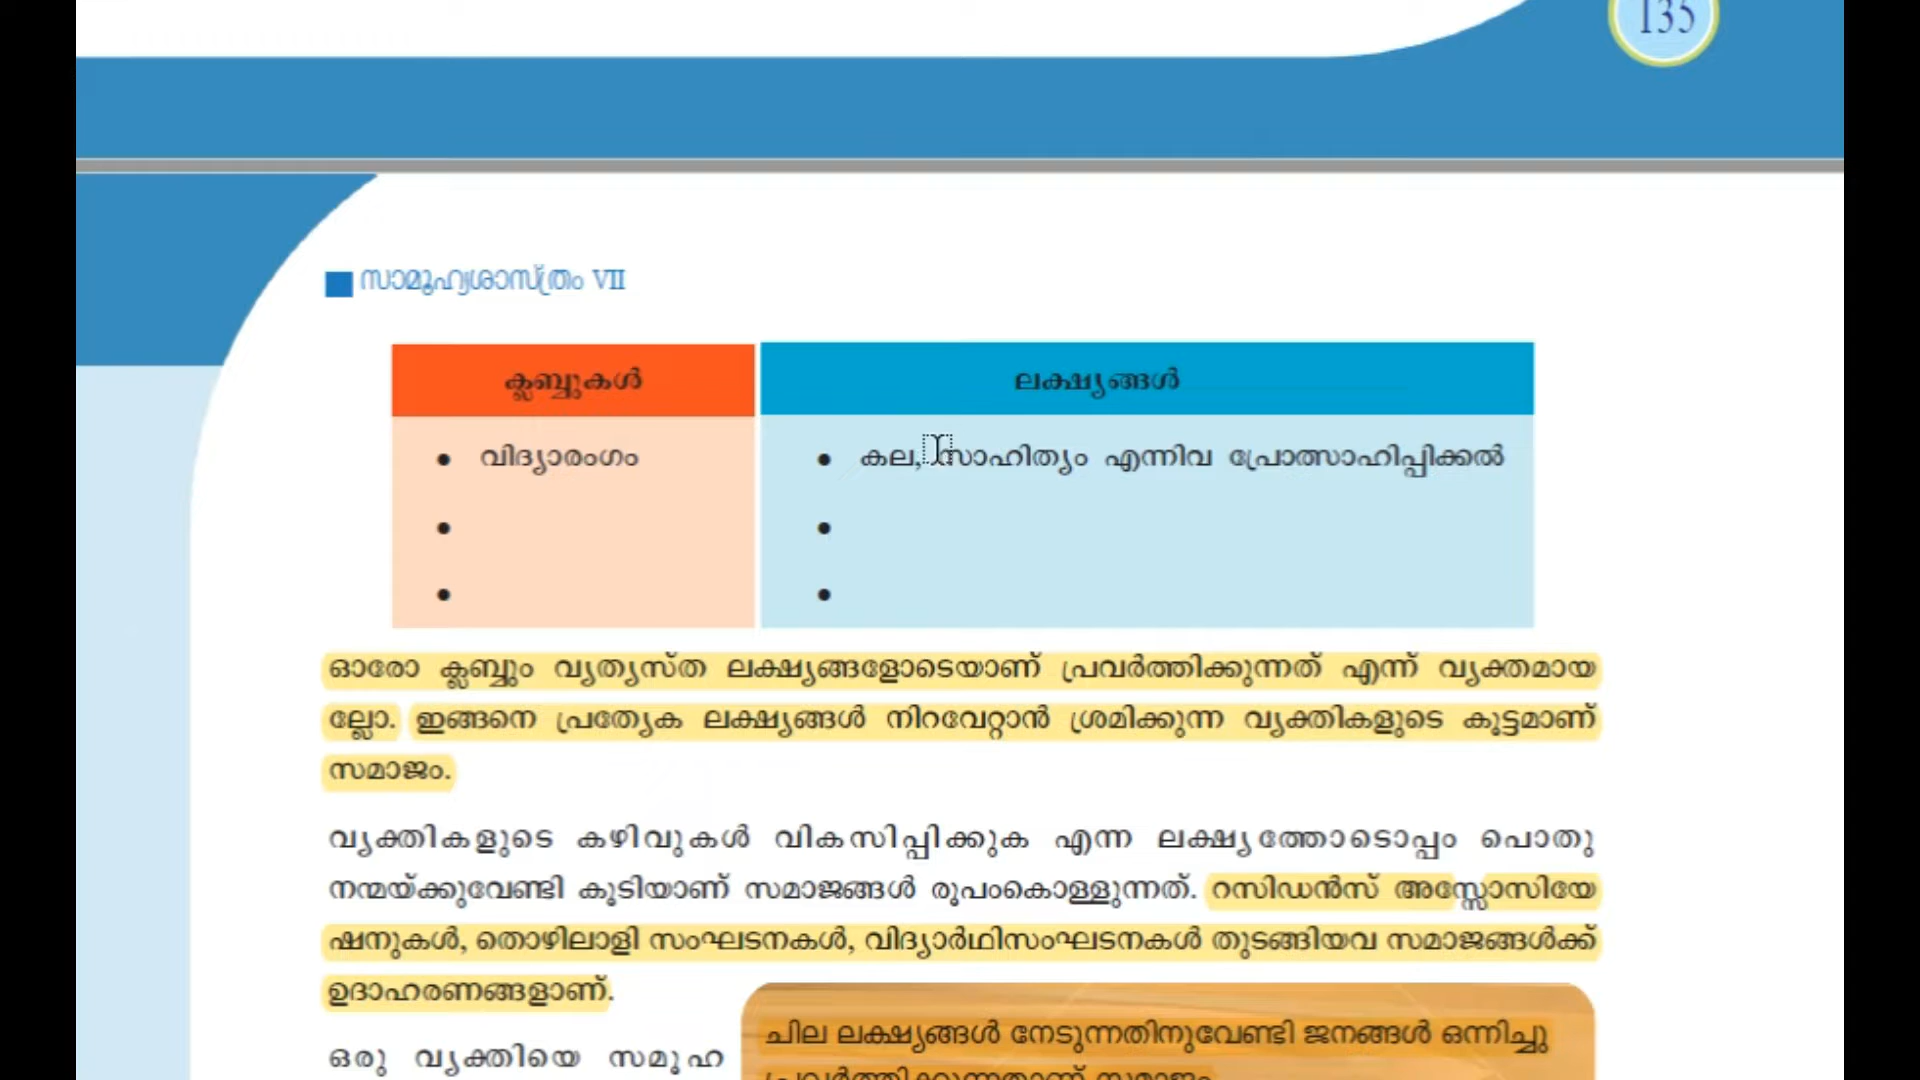 135
സാമൂഹ്യശാസ്ത്രം VII
ക്ലബ്ബുകൾ ലക്ഷ്യങ്ങൾ
• വിദ്യാരംഗം • കല, സാഹിത്യം എന്നിവ പ്രോത്സാഹിപ്പിക്കൽ
• •
• •
ഓരോ ക്ലബ്ബും വ്യത്യസ്ത ലക്ഷ്യങ്ങളോടെയാണ് പ്രവർത്തിക്കുന്നത് എന്ന് വ്യക്തമായ
ല്ലോ. ഇങ്ങനെ പ്രത്യേക ലക്ഷ്യങ്ങൾ നിറവേറ്റാൻ ശ്രമിക്കുന്ന വ്യക്തികളുടെ കൂട്ടമാണ്
സമാജം.
വ്യക്തികളുടെ കഴിവുകൾ വികസിപ്പിക്കുക എന്ന ലക്ഷ്യത്തോടൊപ്പം പൊതു
നന്മയ്ക്കുവേണ്ടി കൂടിയാണ് സമാജങ്ങൾ രൂപംകൊള്ളുന്നത്. റസിഡൻസ് അസ്സോസിയേ
ഷനുകൾ, തൊഴിലാളി സംഘടനകൾ, വിദ്യാർഥിസംഘടനകൾ തുടങ്ങിയവ സമാജങ്ങൾക്ക്
ഉദാഹരണങ്ങളാണ്.
ചില ലക്ഷ്യങ്ങൾ നേടുന്നതിനുവേണ്ടി ജനങ്ങൾ ഒന്നിച്ചു
പ്രവർത്തിക്കുന്നതാണ് സമാജം.
ഒരു വ്യക്തിയെ സമൂഹ